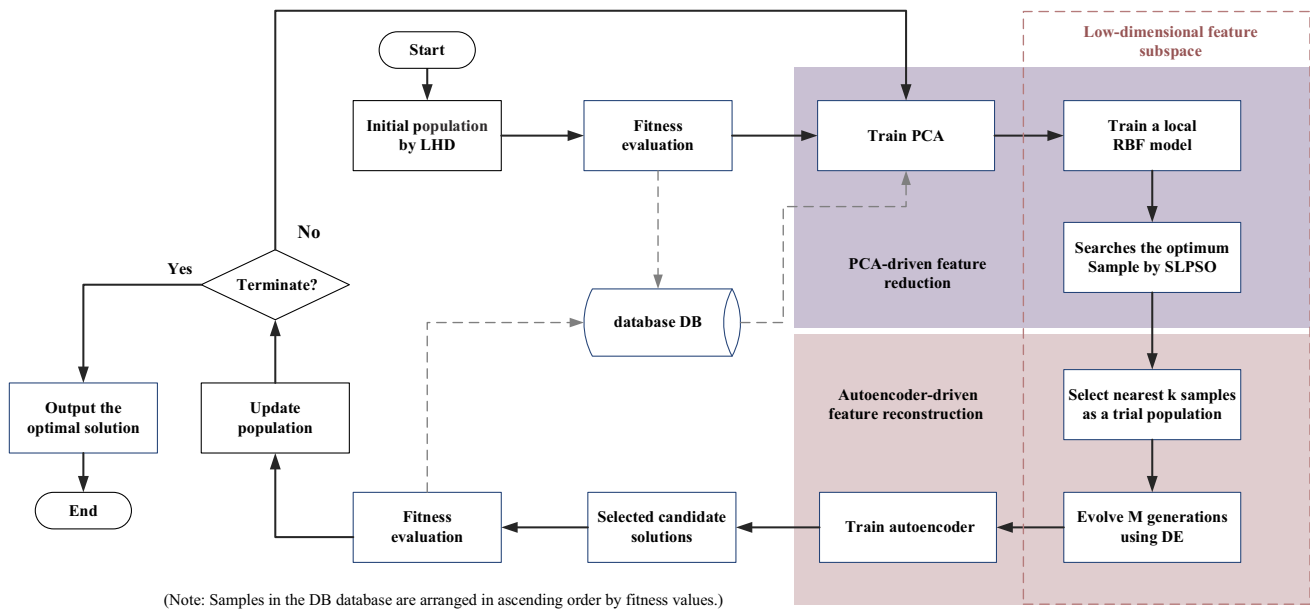 Low-dimensional feature
subspace
Start
Initial population
by LHD
Fitness
evaluation
Train PCA
Train a local
RBF model
No
Yes
Terminate?
PCA-driven feature
reduction
Searches the optimum
Sample by SLPSO
database DB
Output the
optimal solution
Update
population
Autoencoder-driven
feature reconstruction
Select nearest k samples
as a trial population
End
Fitness
evaluation
Selected candidate
solutions
Train autoencoder
Evolve M generations
using DE
(Note: Samples in the DB database are arranged in ascending order by fitness values.)